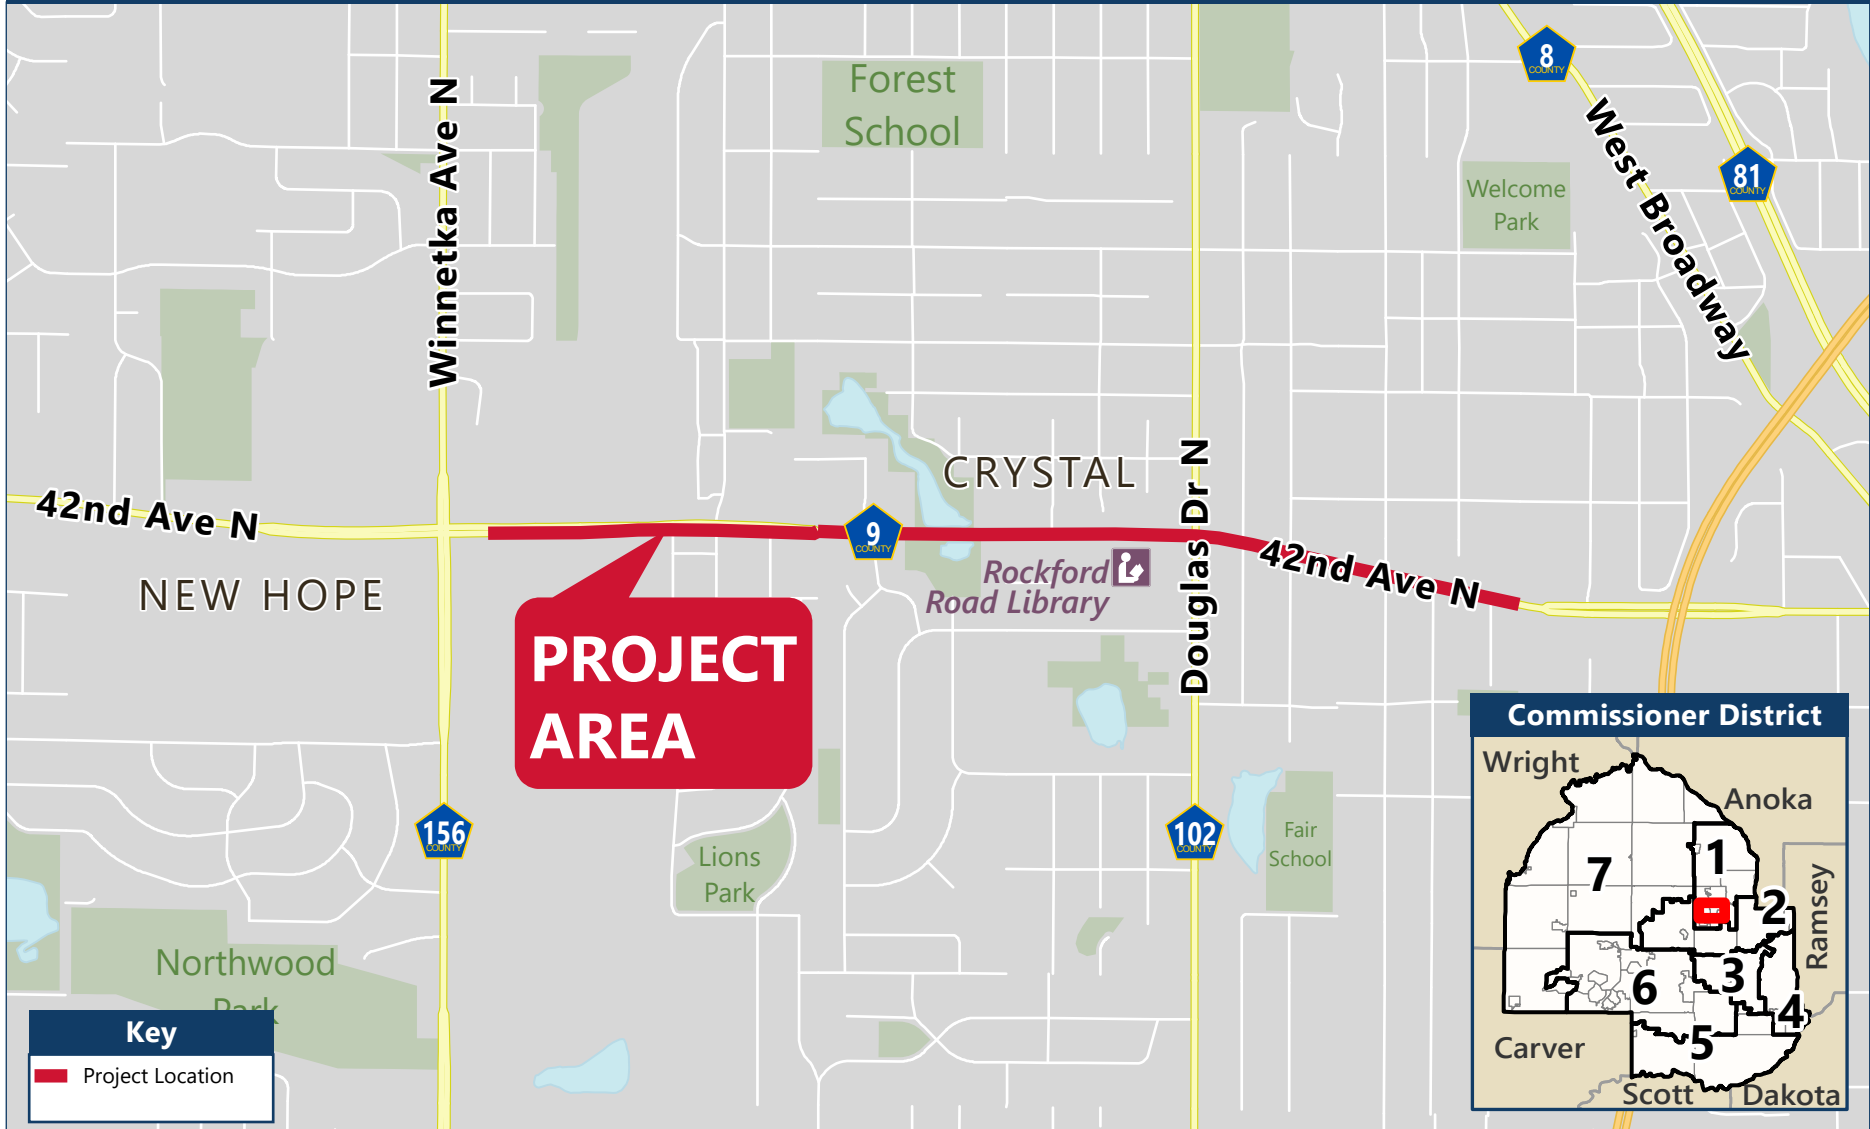 8
COUNTY
Forest
School
Winnetka Ave N
West Broadway
81
COUNTY
Welcome
Park
CRYSTAL
Douglas Dr N
42nd Ave N
9
COUNTY
42nd Ave N
NEW HOPE
Rockford
Road Library
PROJECT
AREA
156
COUNTY
102
COUNTY
Fair
School
Lions
Park
Northwood
Park
Key
Project Location
Commissioner District
Wright
Anoka
1
7
2
Ramsey
3
6
4
5
Carver
Scott
Dakota